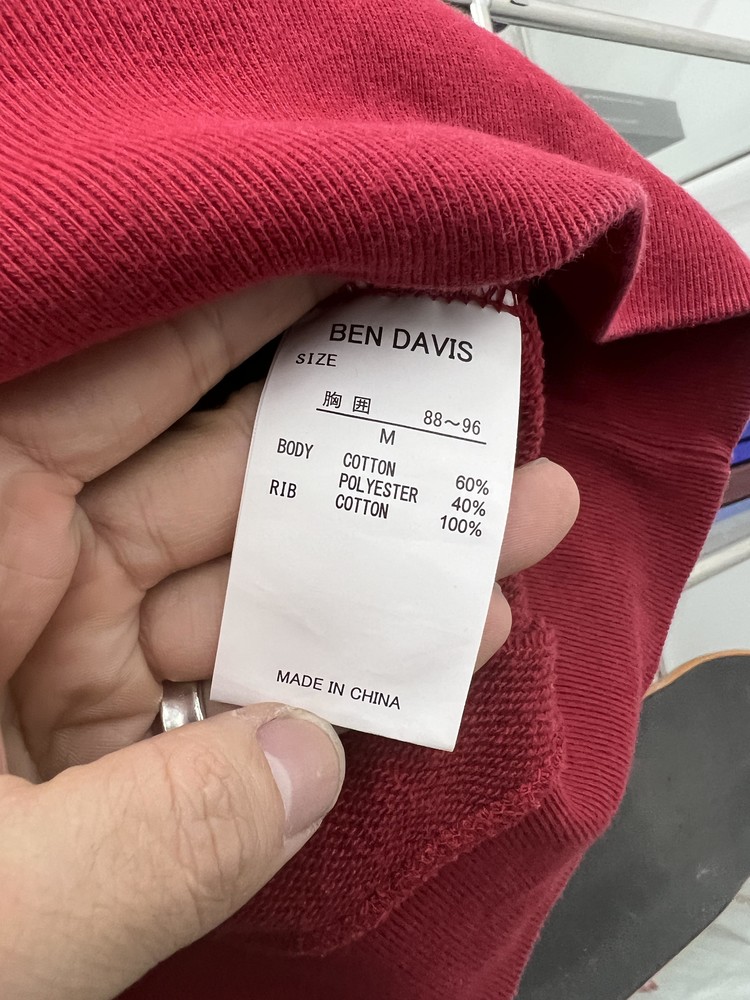 BEN DAVIS
SIZE
胸囲 88～96
M
BODY COTTON 60%
POLYESTER 40%
RIB COTTON 100%
MADE IN CHINA